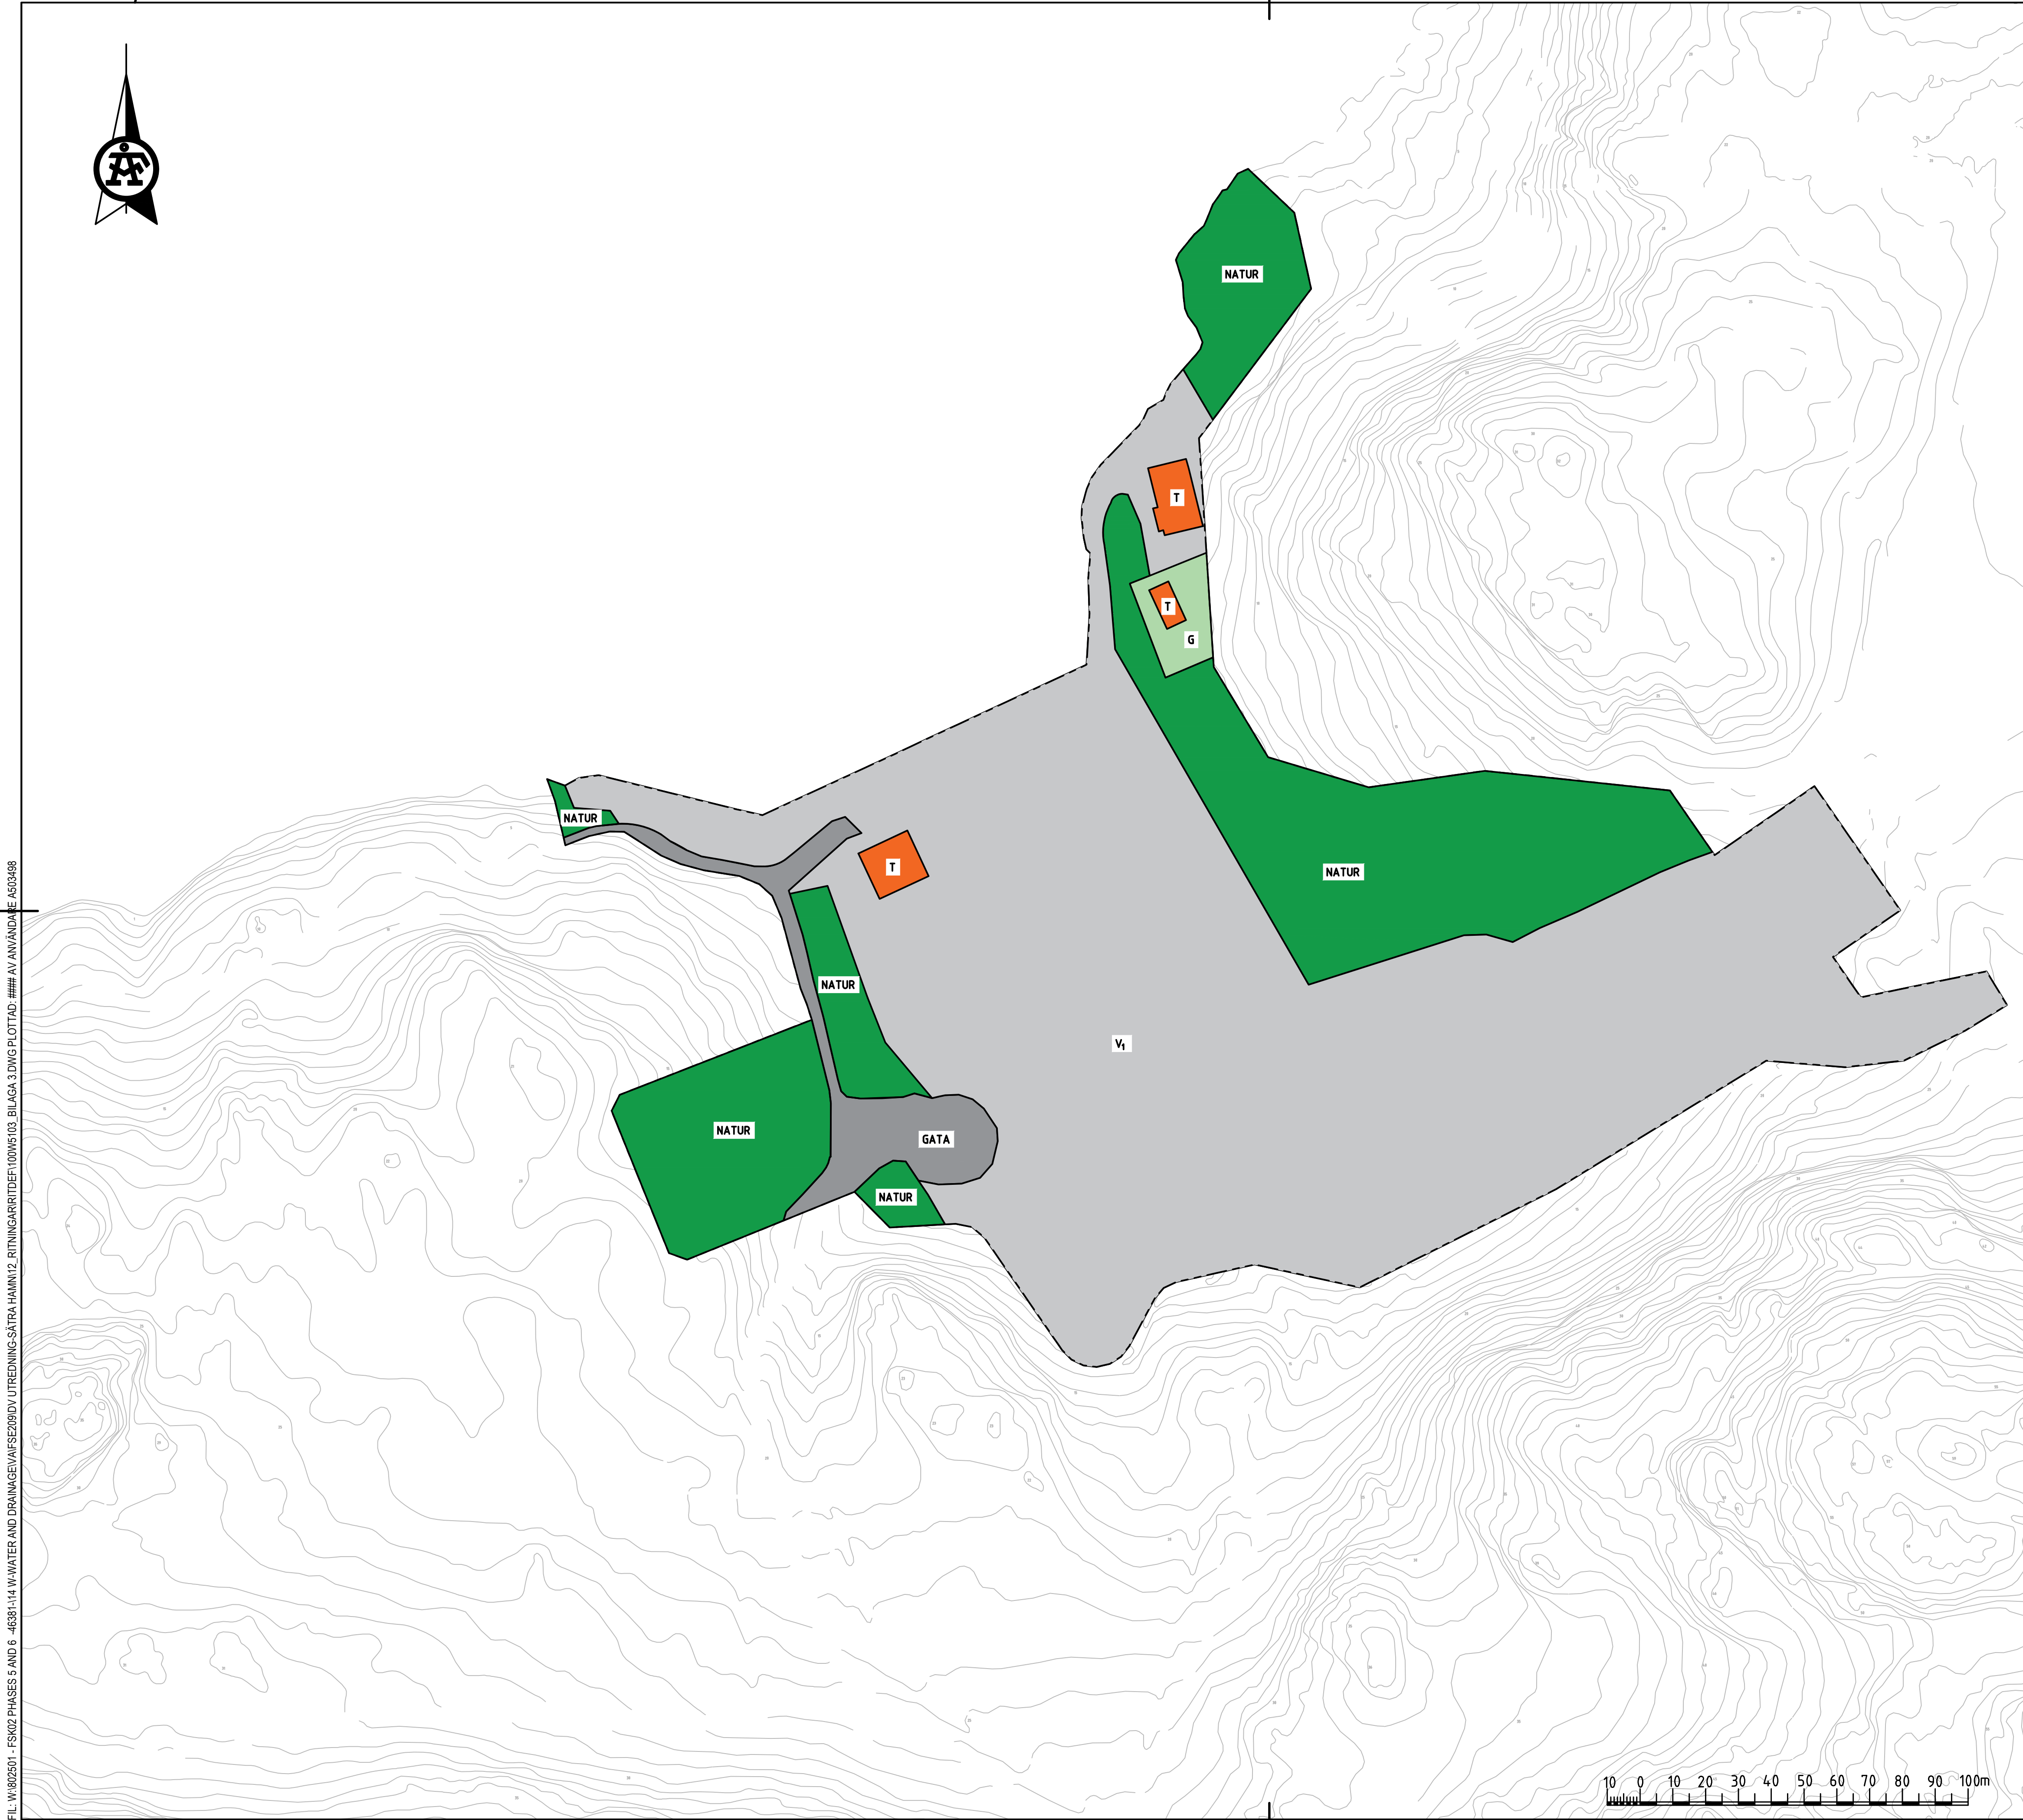 NATUR
T
T
G
NATUR
T
NATUR
V1
NATUR
NATUR
GATA
NATUR
10 0 10 20 30 40 50 60 70 80 90 100m
FIL: W:\802501 - FSK02 PHASES 5 AND 6 -46381-\14 W-WATER AND DRAINAGE\VA\FSE209\DV UTREDNING-SÄTRA HAMN\12_RITNINGAR\RITDEF\100W5103_BILAGA 3.DWG PLOTTAD: #### AV ANVÄNDARE A503498